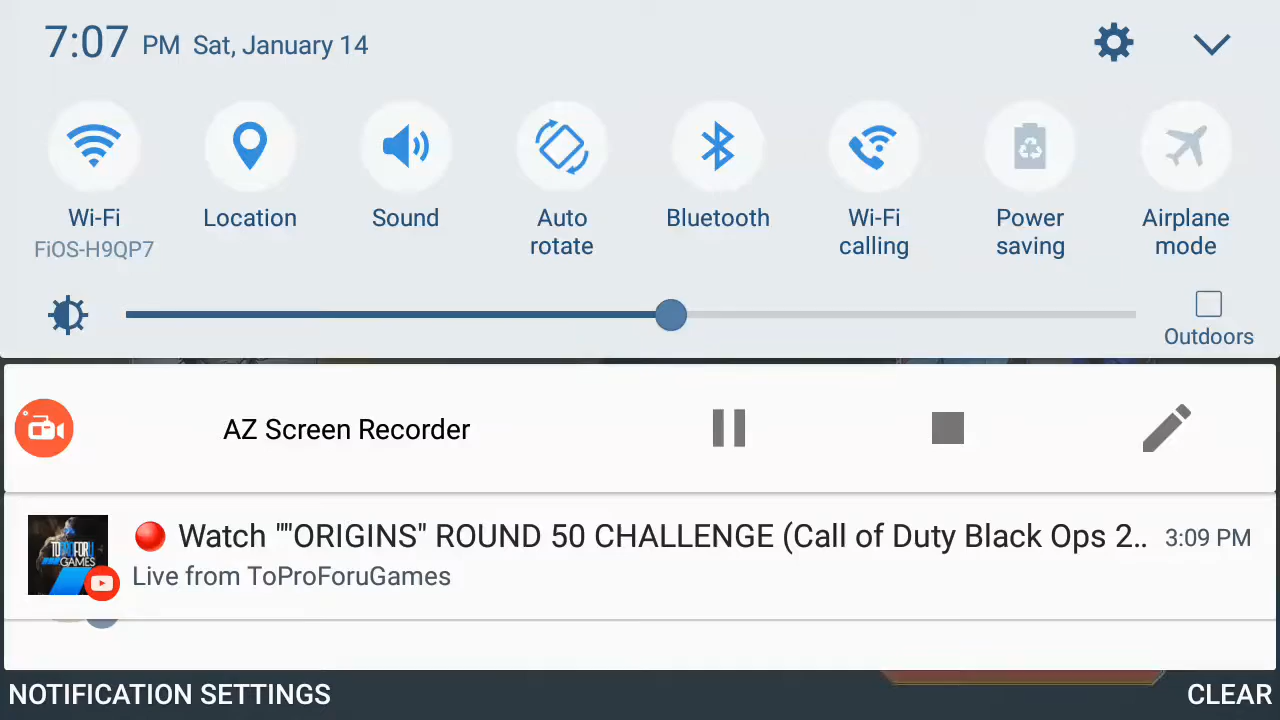 7:07 PM Sat, January 14
Wi-Fi
FiOS-H9QP7
Location
Sound
Auto
rotate
Bluetooth
Wi-Fi
calling
Power
saving
Airplane
mode
Outdoors
AZ Screen Recorder
Watch ""ORIGINS" ROUND 50 CHALLENGE (Call of Duty Black Ops 2.. 3:09 PM
Live from ToProForuGames
TOPROFORU
GAMES
NOTIFICATION SETTINGS
CLEAR